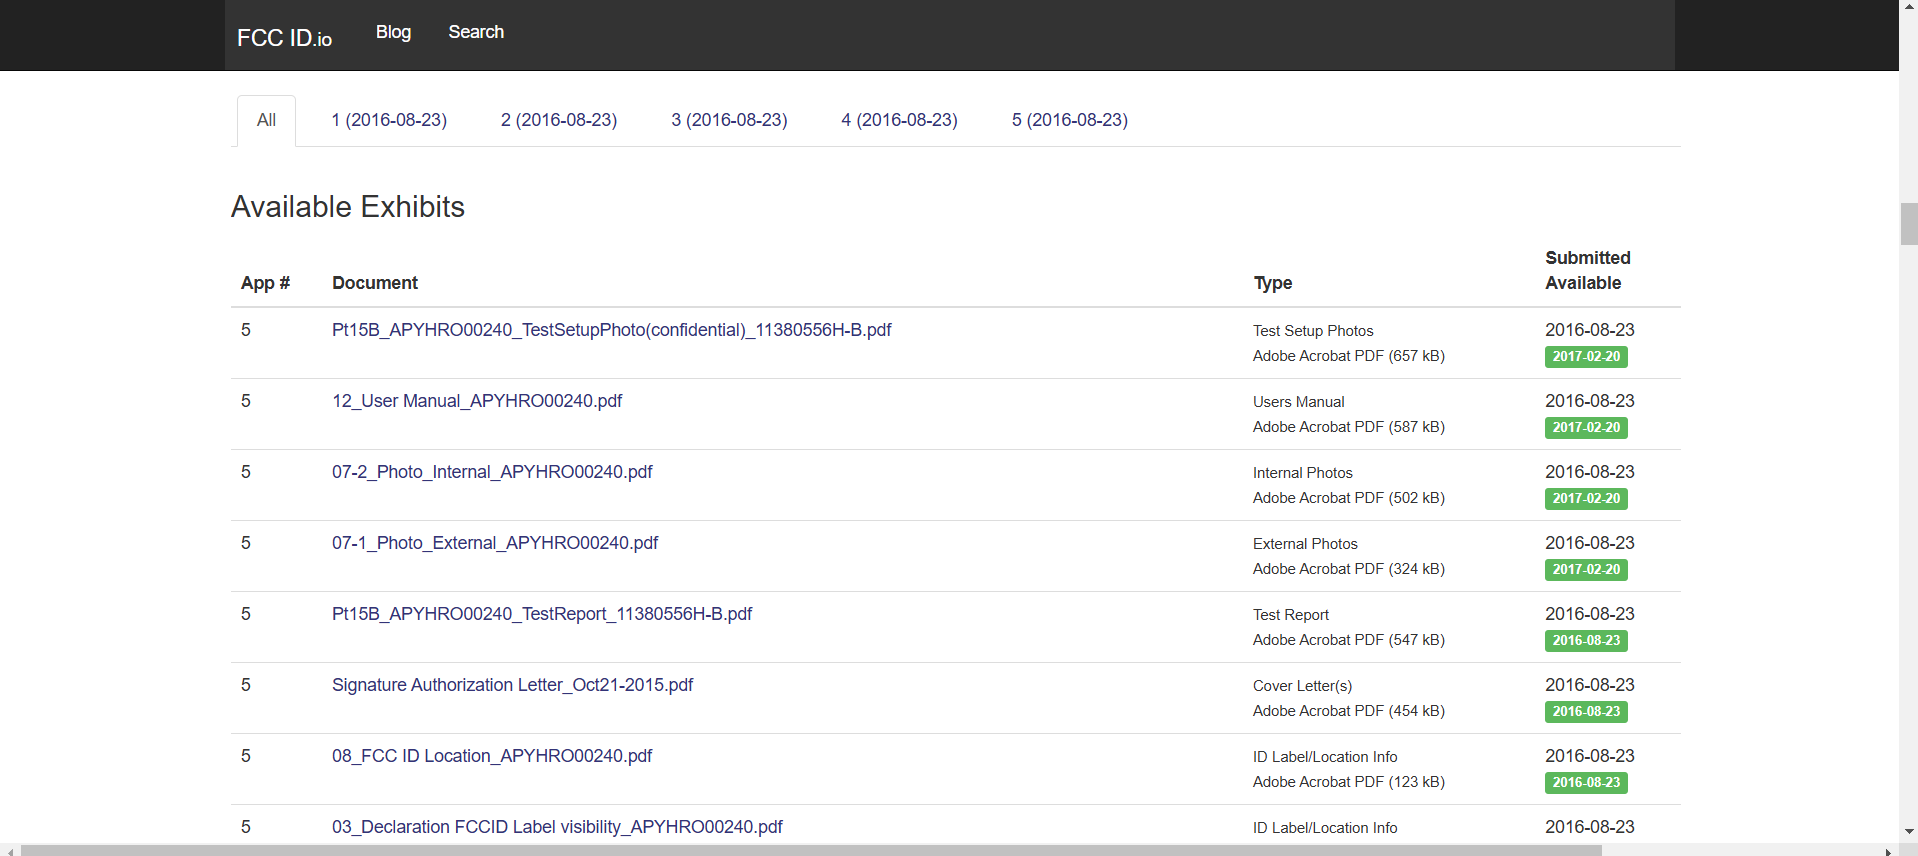 FCC ID.io Blog Search
All 1 (2016-08-23) 2 (2016-08-23) 3 (2016-08-23) 4 (2016-08-23) 5 (2016-08-23)
Available Exhibits
App # Document Type Submitted
Available
5 Pt15B_APYHRO00240_TestSetupPhoto(confidential)_11380556H-B.pdf Test Setup Photos 2016-08-23
Adobe Acrobat PDF (657 kB) 2017-02-20
5 12_User Manual_APYHRO00240.pdf Users Manual 2016-08-23
Adobe Acrobat PDF (587 kB) 2017-02-20
5 07-2_Photo_Internal_APYHRO00240.pdf Internal Photos 2016-08-23
Adobe Acrobat PDF (502 kB) 2017-02-20
5 07-1_Photo_External_APYHRO00240.pdf External Photos 2016-08-23
Adobe Acrobat PDF (324 kB) 2017-02-20
5 Pt15B_APYHRO00240_TestReport_11380556H-B.pdf Test Report 2016-08-23
Adobe Acrobat PDF (547 kB) 2016-08-23
5 Signature Authorization Letter_Oct21-2015.pdf Cover Letter(s) 2016-08-23
Adobe Acrobat PDF (454 kB) 2016-08-23
5 08_FCC ID Location_APYHRO00240.pdf ID Label/Location Info 2016-08-23
Adobe Acrobat PDF (123 kB) 2016-08-23
5 03_Declaration FCCID Label visibility_APYHRO00240.pdf ID Label/Location Info 2016-08-23